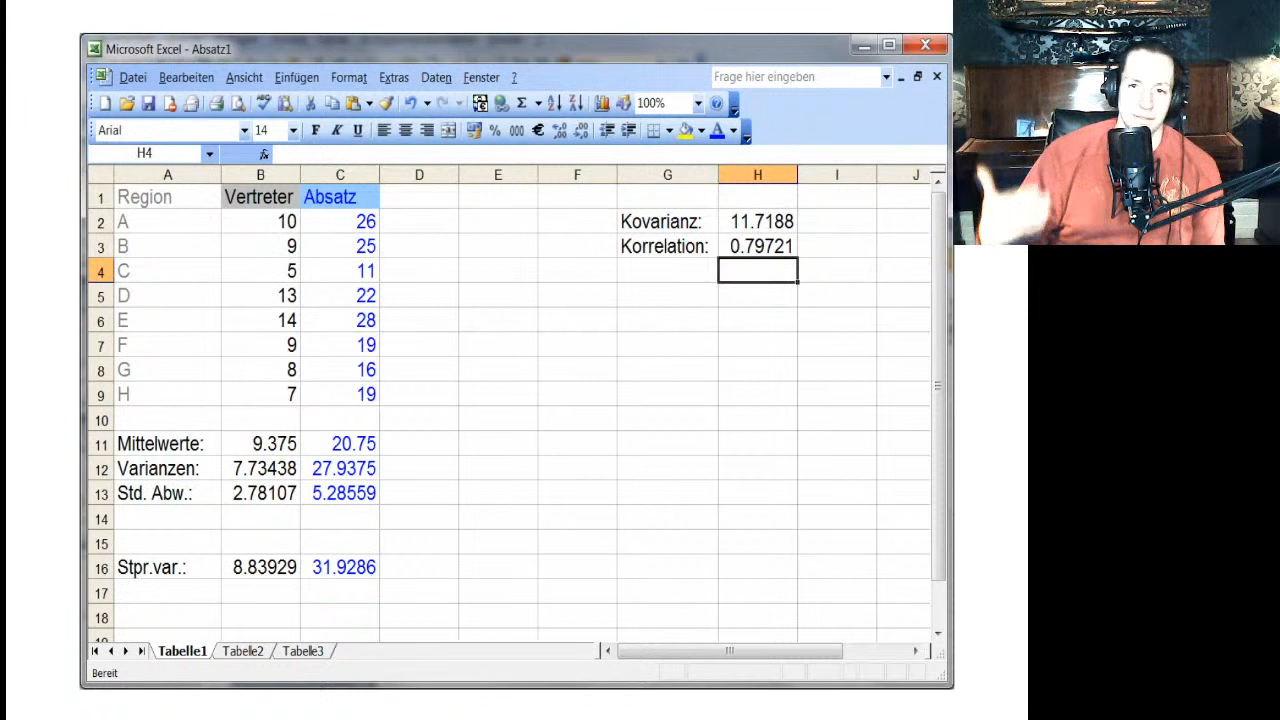 Microsoft Excel - Absatz1
Datei Bearbeiten Ansicht Einfügen Format Extras Daten Fenster ? Frage hier eingeben
100%
Arial 14 F K U % 000 €
H4 fx
A B C D E F G H I J
1 Region Vertreter Absatz
2 A 10 26 Kovarianz: 11.7188
3 B 9 25 Korrelation: 0.79721
4 C 5 11
5 D 13 22
6 E 14 28
7 F 9 19
8 G 8 16
9 H 7 19
10
11 Mittelwerte: 9.375 20.75
12 Varianzen: 7.73438 27.9375
13 Std. Abw.: 2.78107 5.28559
14
15
16 Stpr.var.: 8.83929 31.9286
17
18
Tabelle1 Tabelle2 Tabelle3
Bereit